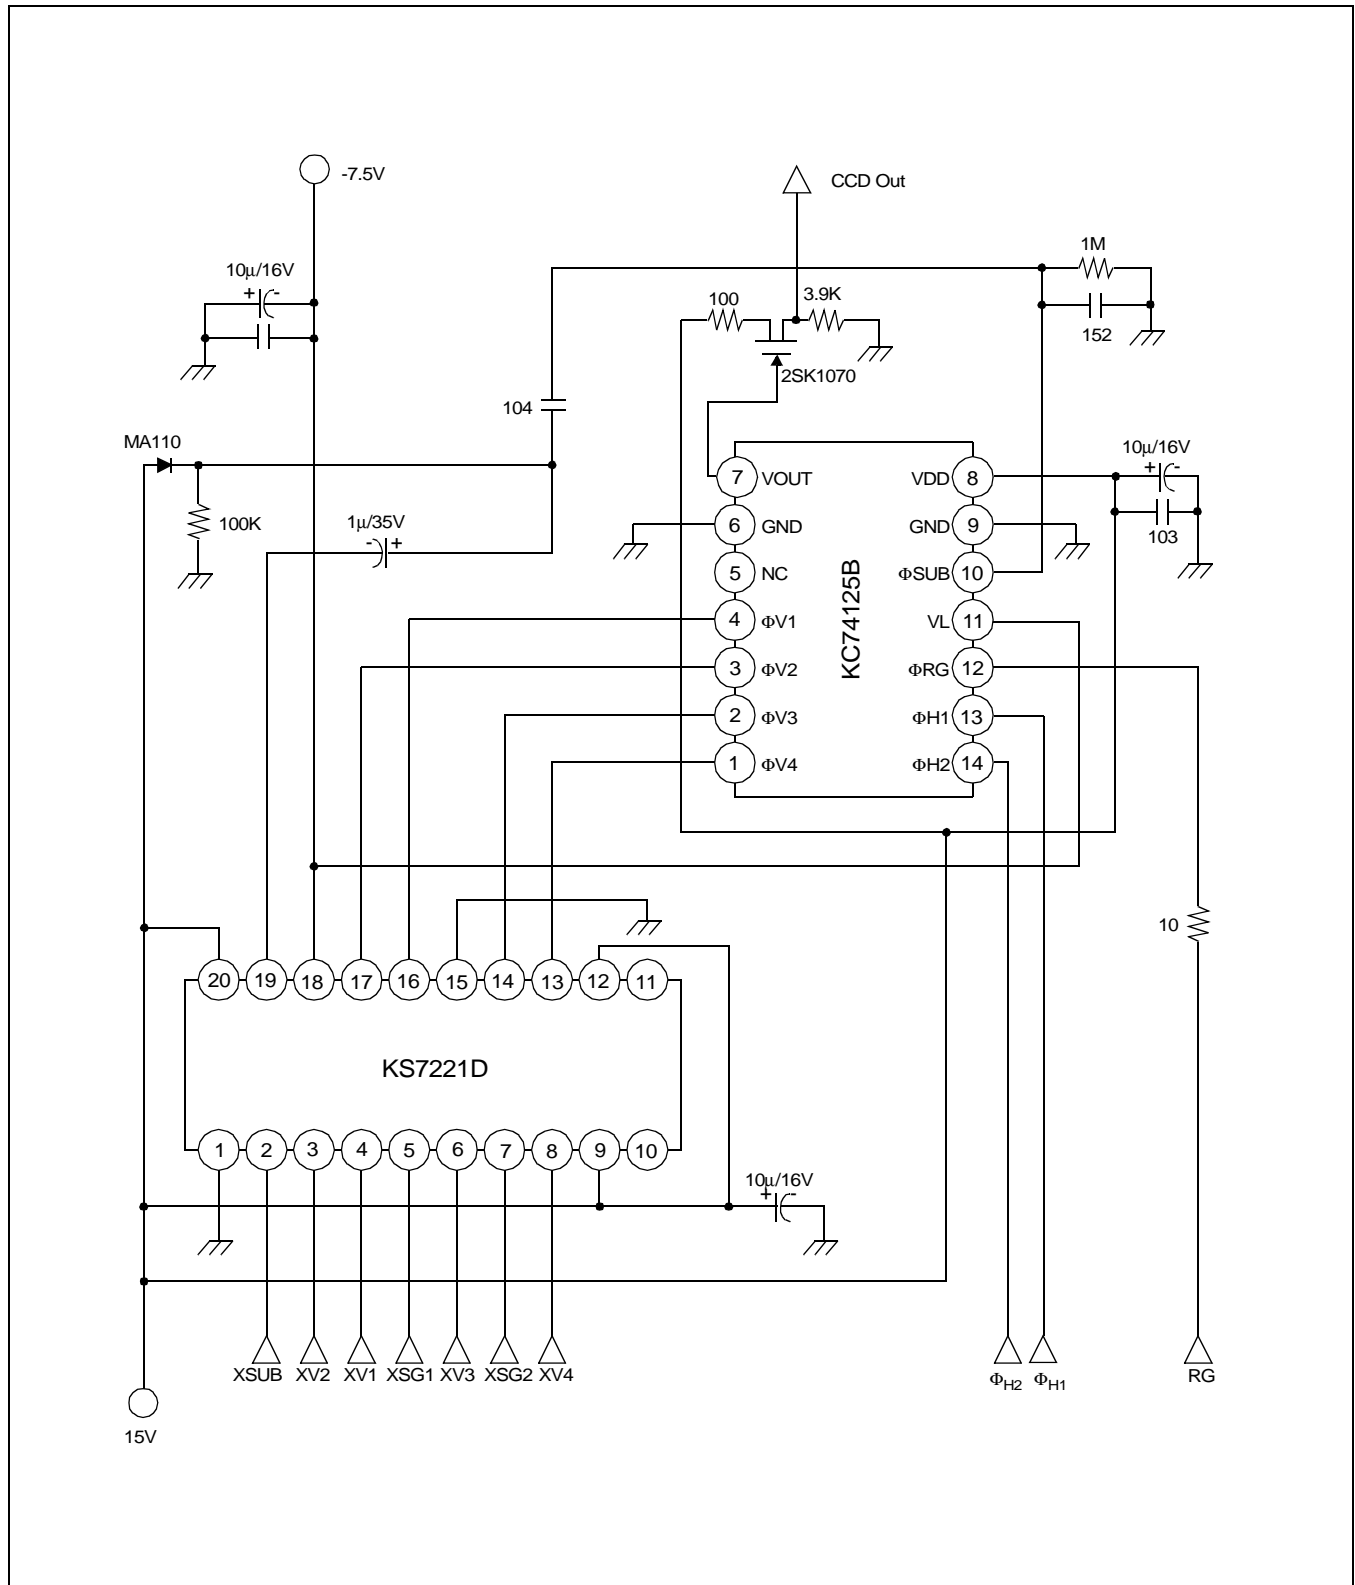 -7.5V
CCD Out
1M
10μ/16V
100
3.9K
152
2SK1070
104
MA110
10μ/16V
+ -
7 VOUT
VDD 8
100K
1μ/35V
- +
6 GND
GND 9
103
5 NC
ΦSUB 10
KC74125B
4 ΦV1
VL 11
3 ΦV2
ΦRG 12
2 ΦV3
ΦH1 13
1 ΦV4
ΦH2 14
10
20 19 18 17 16 15 14 13 12 11
KS7221D
1 2 3 4 5 6 7 8 9 10
10μ/16V
+ -
XSUB XV2 XV1 XSG1 XV3 XSG2 XV4
ΦH2 ΦH1
RG
15V